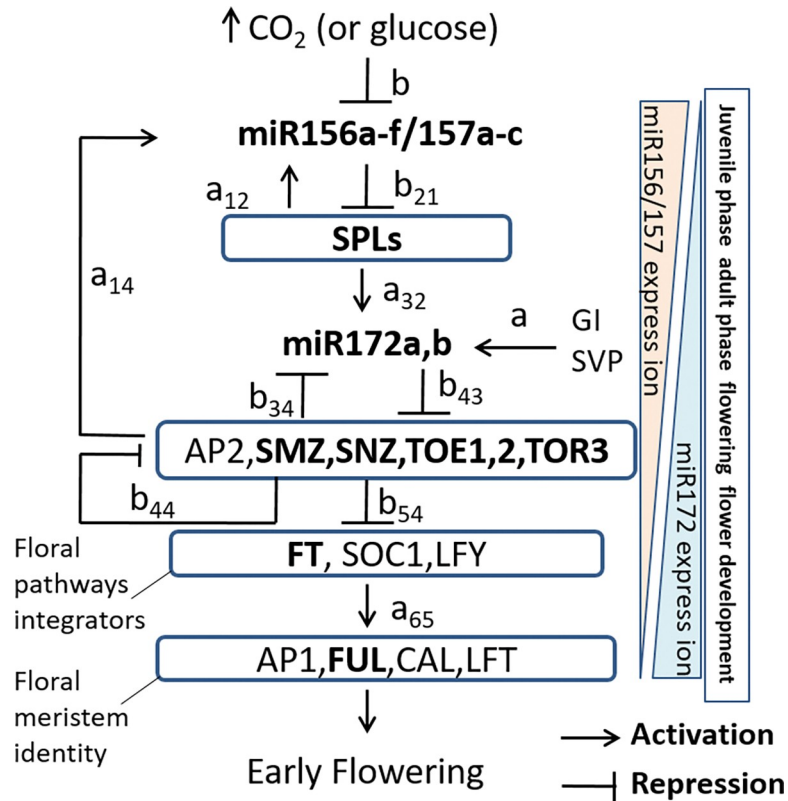 ↑ CO₂ (or glucose)
b
miR156a-f/157a-c
a₁₂
b₂₁
SPLs
a₁₄
a₃₂
miR172a,b
a
GI
SVP
b₃₄
b₄₃
AP2,SMZ,SNZ,TOE1,2,TOR3
b₄₄
b₅₄
Floral
pathways
integrators
FT, SOC1,LFY
a₆₅
AP1,FUL,CAL,LFT
Floral
meristem
identity
Early Flowering
miR156/157 express ion
miR172 express ion
Juvenile phase adult phase flowering flower development
Activation
Repression